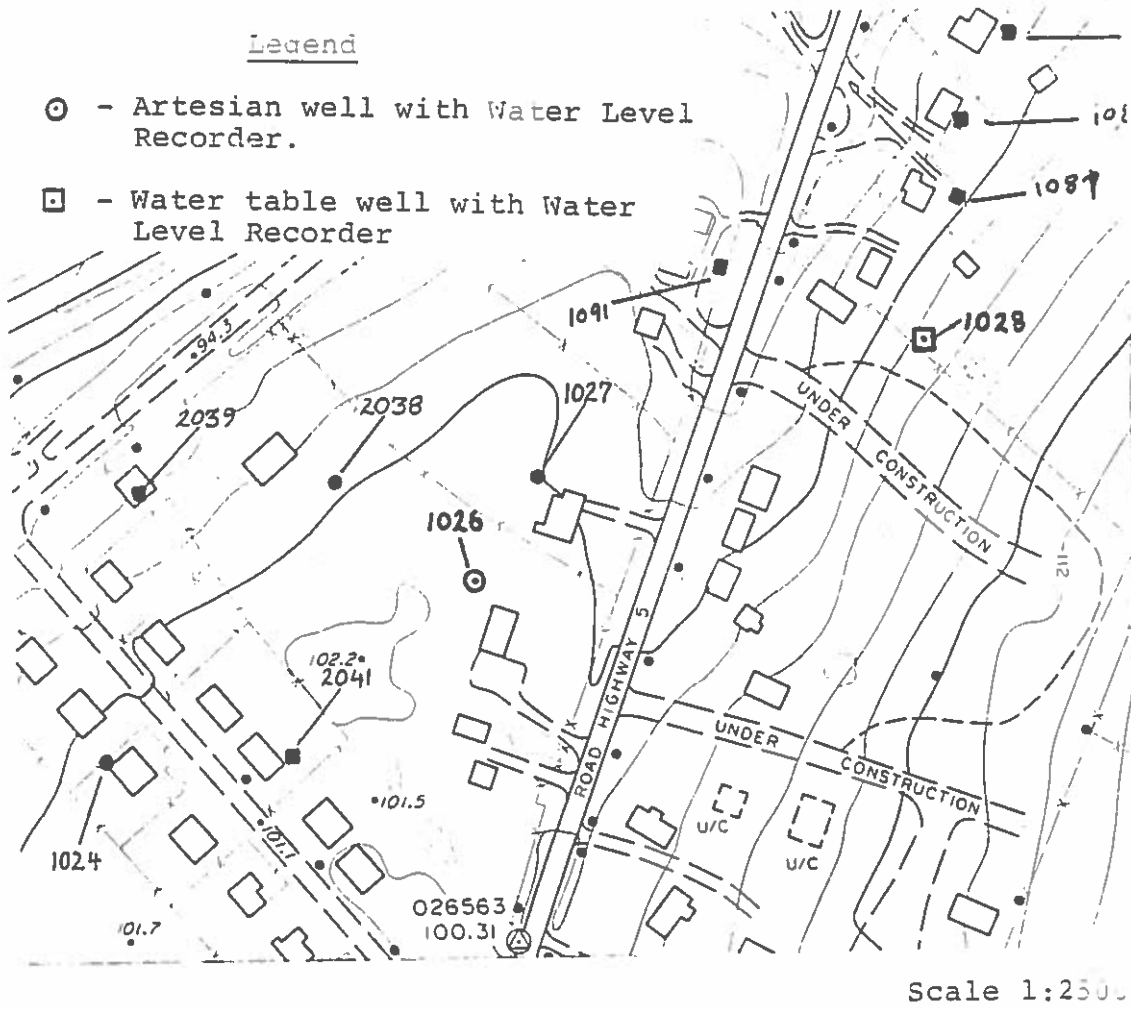 Legend
- Artesian well with Water Level
Recorder.
- Water table well with Water
Level Recorder
1089
1091
1028
94.3
2039
2038
1027
UNDER
CONSTRUCTION
1026
112
ROAD HIGHWAY 5
102.2
2041
UNDER
CONSTRUCTION
101.5
U/C
U/C
101.1
1024
026563
100.31
101.7
Scale